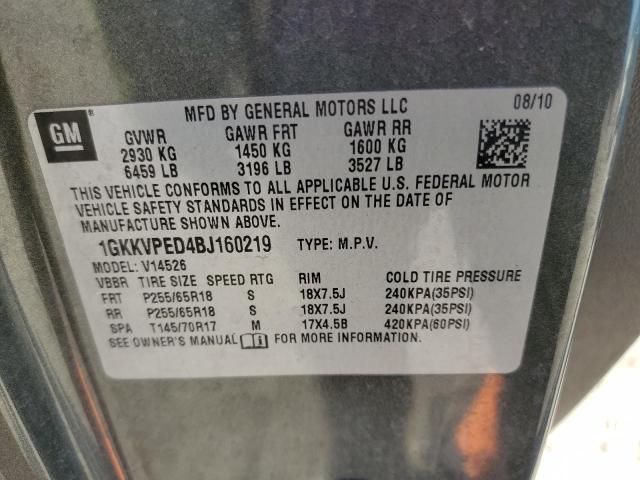 MFD BY GENERAL MOTORS LLC 08/10
GM ®
GVWR GAWR FRT GAWR RR
2930 KG 1450 KG 1600 KG
6459 LB 3196 LB 3527 LB
THIS VEHICLE CONFORMS TO ALL APPLICABLE U.S. FEDERAL MOTOR
VEHICLE SAFETY STANDARDS IN EFFECT ON THE DATE OF
MANUFACTURE SHOWN ABOVE.
1GKKVPED4BJ160219 TYPE: M.P.V.
MODEL: V14526
VBBR TIRE SIZE SPEED RTG RIM COLD TIRE PRESSURE
FRT P255/65R18 S 18X7.5J 240KPA(35PSI)
RR P255/65R18 S 18X7.5J 240KPA(35PSI)
SPA T145/70R17 M 17X4.5B 420KPA(60PSI)
SEE OWNER'S MANUAL FOR MORE INFORMATION.